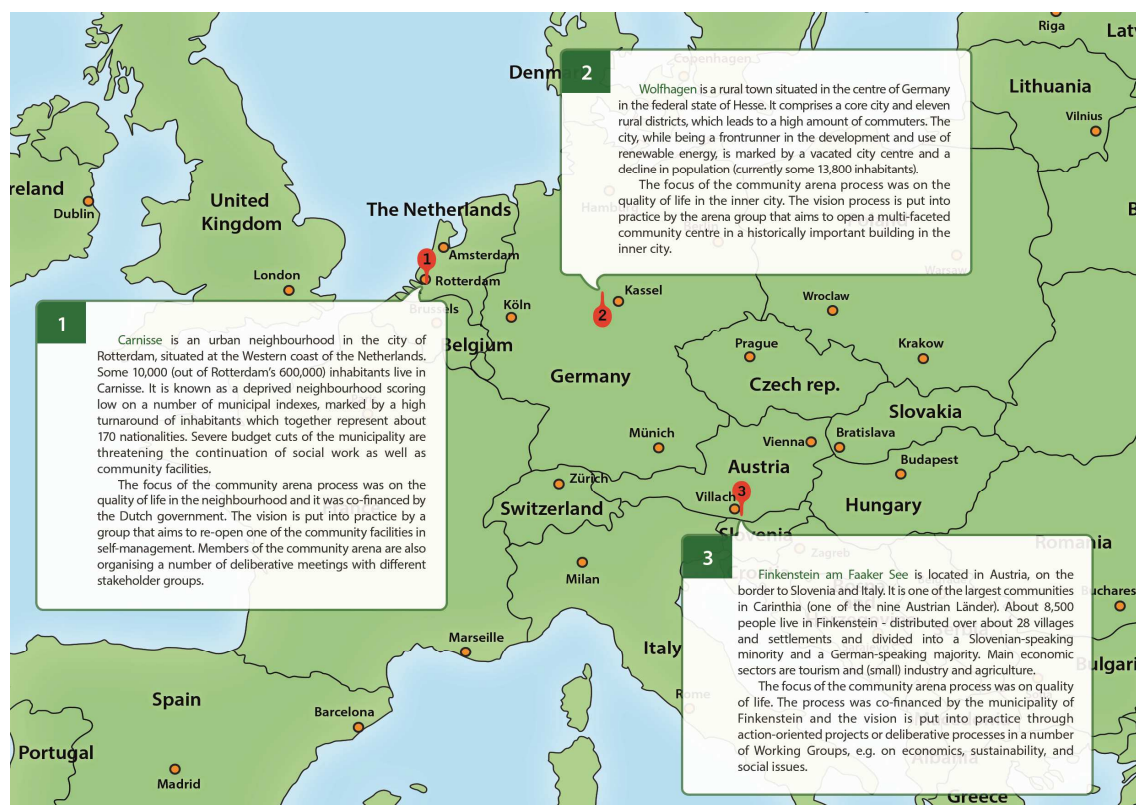 Riga
Latv
Copenhagen
Denm
Lithuania
Vilnius
reland
Dublin
United
Kingdom
London
The Netherlands
Amsterdam
1
Rotterdam
Brussels
Belgium
Köln
2
Wolfhagen is a rural town situated in the centre of Germany
in the federal state of Hesse. It comprises a core city and eleven
rural districts, which leads to a high amount of commuters. The
city, while being a frontrunner in the development and use of
renewable energy, is marked by a vacated city centre and a
decline in population (currently some 13,800 inhabitants).
The focus of the community arena process was on the
quality of life in the inner city. The vision process is put into
practice by the arena group that aims to open a multi-faceted
community centre in a historically important building in the
inner city.
Hamburg
Warsaw
B
Kassel
2
Wroclaw
Prague
Krakow
Germany
Czech rep.
Slovakia
Münich
Vienna
Bratislava
Budapest
Austria
Zürich
Switzerland
Villach
3
Hungary
Slovenia
1
Carnisse is an urban neighbourhood in the city of
Rotterdam, situated at the Western coast of the Netherlands.
Some 10,000 (out of Rotterdam's 600,000) inhabitants live in
Carnisse. It is known as a deprived neighbourhood scoring
low on a number of municipal indexes, marked by a high
turnaround of inhabitants which together represent about
170 nationalities. Severe budget cuts of the municipality are
threatening the continuation of social work as well as
community facilities.
The focus of the community arena process was on the
quality of life in the neighbourhood and it was co-financed by
the Dutch government. The vision is put into practice by a
group that aims to re-open one of the community facilities in
self-management. Members of the community arena are also
organising a number of deliberative meetings with different
stakeholder groups.
France
Milan
Marseille
Italy
Rome
Spain
Barcelona
Portugal
Madrid
Zagreb
Romania
Buchares
Bulgari
3
Finkenstein am Faaker See is located in Austria, on the
border to Slovenia and Italy. It is one of the largest communities
in Carinthia (one of the nine Austrian Länder). About 8,500
people live in Finkenstein - distributed over about 28 villages
and settlements and divided into a Slovenian-speaking
minority and a German-speaking majority. Main economic
sectors are tourism and (small) industry and agriculture.
The focus of the community arena process was on quality
of life. The process was co-financed by the municipality of
Finkenstein and the vision is put into practice through
action-oriented projects or deliberative processes in a number
of Working Groups, e.g. on economics, sustainability, and
social issues.
Albania
Greece